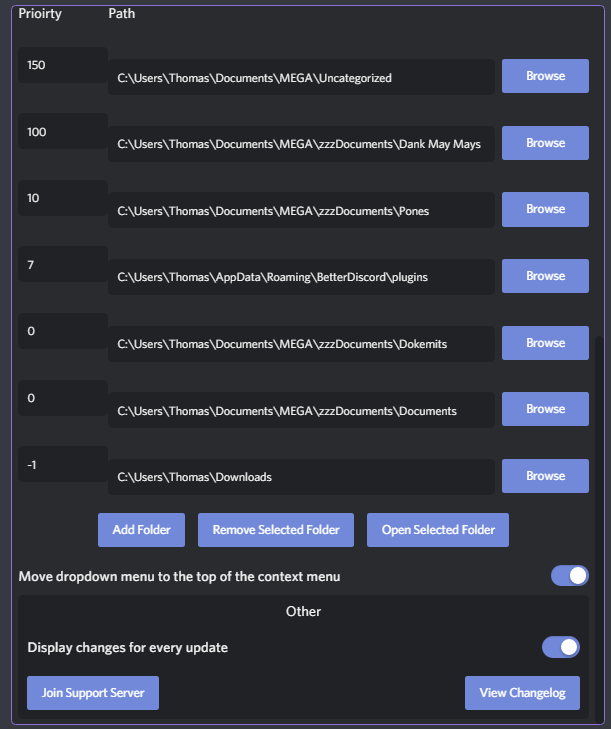 Prioirty Path
150
C:\Users\Thomas\Documents\MEGA\Uncategorized Browse
100
C:\Users\Thomas\Documents\MEGA\zzzDocuments\Dank May Mays Browse
10
C:\Users\Thomas\Documents\MEGA\zzzDocuments\Pones Browse
7
C:\Users\Thomas\AppData\Roaming\BetterDiscord\plugins Browse
0
C:\Users\Thomas\Documents\MEGA\zzzDocuments\Dokemits Browse
0
C:\Users\Thomas\Documents\MEGA\zzzDocuments\Documents Browse
-1
C:\Users\Thomas\Downloads Browse
Add Folder Remove Selected Folder Open Selected Folder
Move dropdown menu to the top of the context menu
Other
Display changes for every update
Join Support Server View Changelog